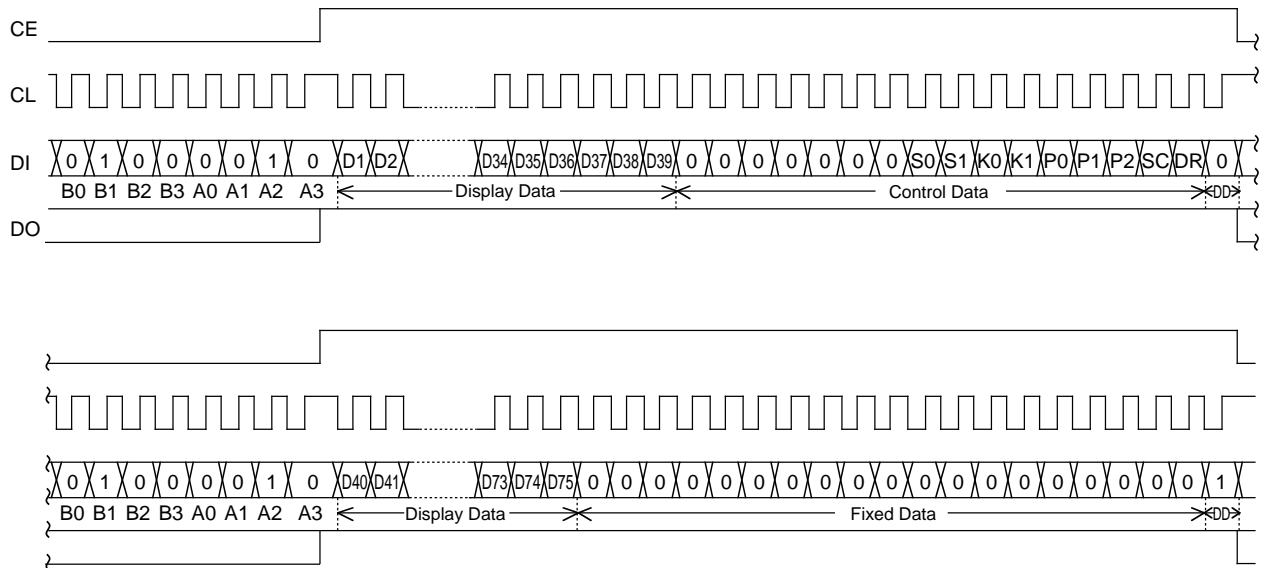 CE
CL
DI 0 1 0 0 0 0 1 0 D1 D2 D34 D35 D36 D37 D38 D39 0 0 0 0 0 0 0 S0 S1 K0 K1 P0 P1 P2 SC DR 0
B0 B1 B2 B3 A0 A1 A2 A3 Display Data Control Data DD
DO
0 1 0 0 0 0 1 0 D40 D41 D73 D74 D75 0 0 0 0 0 0 0 0 0 0 0 0 0 0 0 0 0 0 0 1
B0 B1 B2 B3 A0 A1 A2 A3 Display Data Fixed Data DD